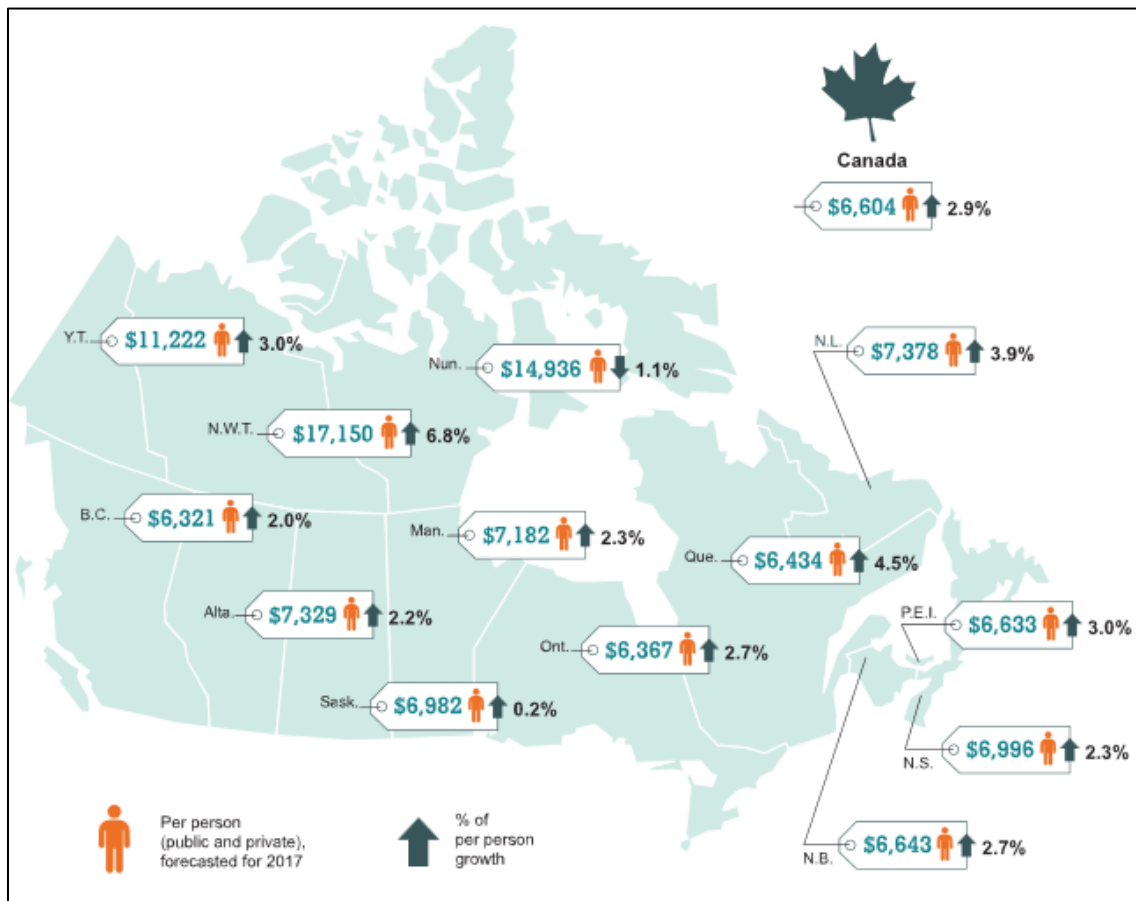 Canada
$6,604 2.9%
Y.T. $11,222 3.0%
Nun. $14,936 1.1%
N.L. $7,378 3.9%
N.W.T. $17,150 6.8%
B.C. $6,321 2.0%
Man. $7,182 2.3%
Que. $6,434 4.5%
Alta. $7,329 2.2%
Ont. $6,367 2.7%
P.E.I. $6,633 3.0%
Sask. $6,982 0.2%
N.S. $6,996 2.3%
N.B. $6,643 2.7%
Per person
(public and private),
forecasted for 2017
% of
per person
growth